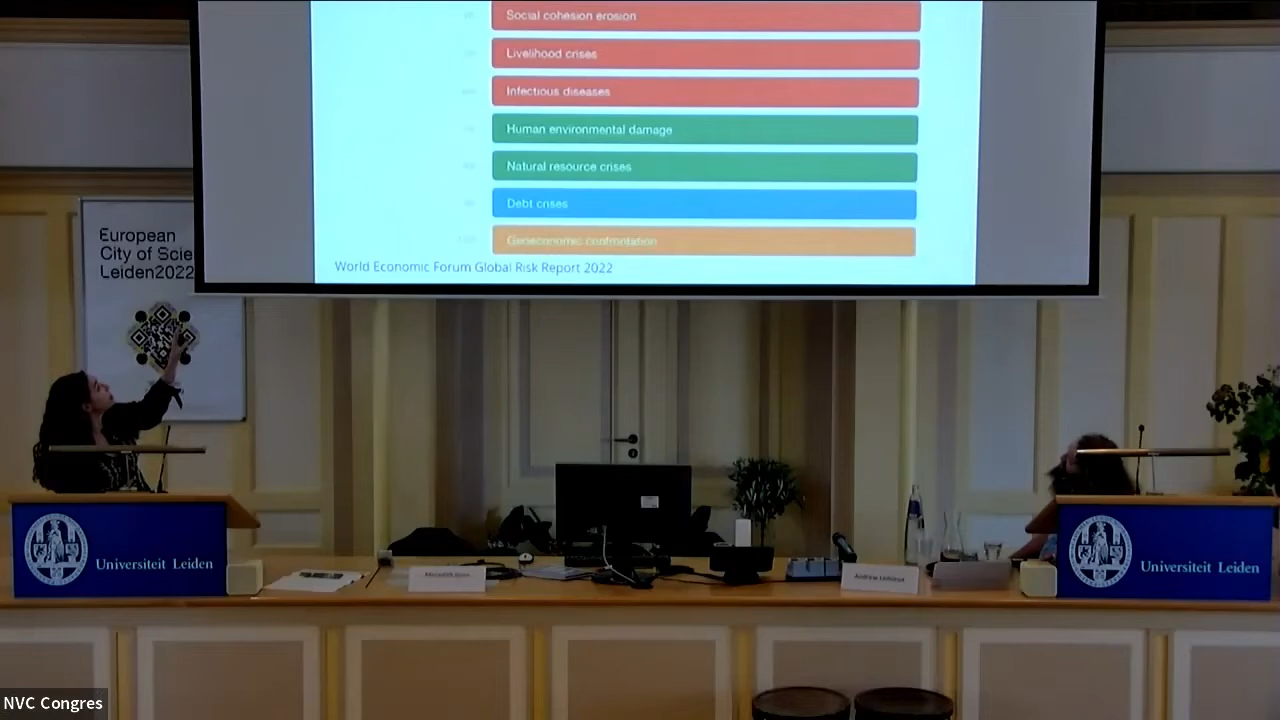 Social cohesion erosion
Livelihood crises
Infectious diseases
Human environmental damage
Natural resource crises
Debt crises
Geoeconomic confrontation
World Economic Forum Global Risk Report 2022
European
City of Scie
Leiden2022
Universiteit Leiden
Universiteit Leiden
NVC Congres